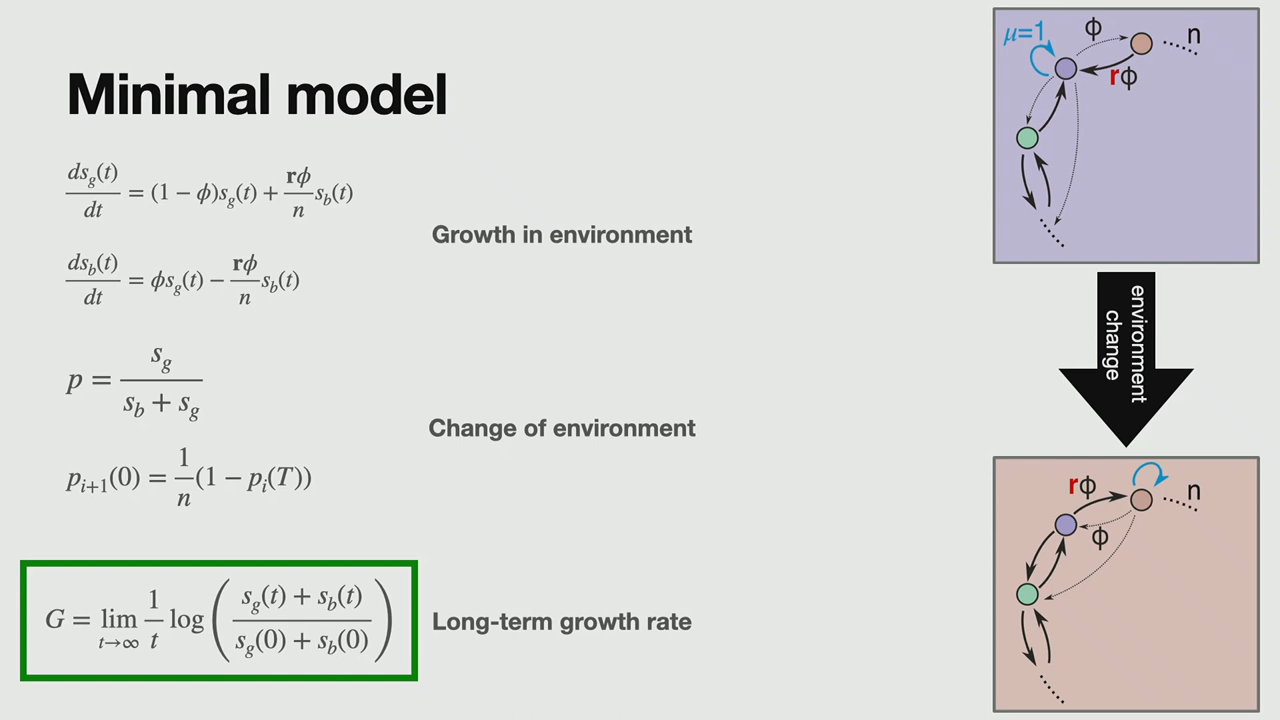 Minimal model
ds_g(t)/dt = (1 − ϕ)s_g(t) + rϕ/n s_b(t)
Growth in environment
ds_b(t)/dt = ϕs_g(t) − rϕ/n s_b(t)
p = s_g/(s_b + s_g)
Change of environment
p_{i+1}(0) = 1/n (1 − p_i(T))
G = lim_{t→∞} 1/t log ( (s_g(t) + s_b(t))/(s_g(0) + s_b(0)) )
Long-term growth rate
μ=1
ϕ
n
rϕ
environment
change
rϕ
n
ϕ